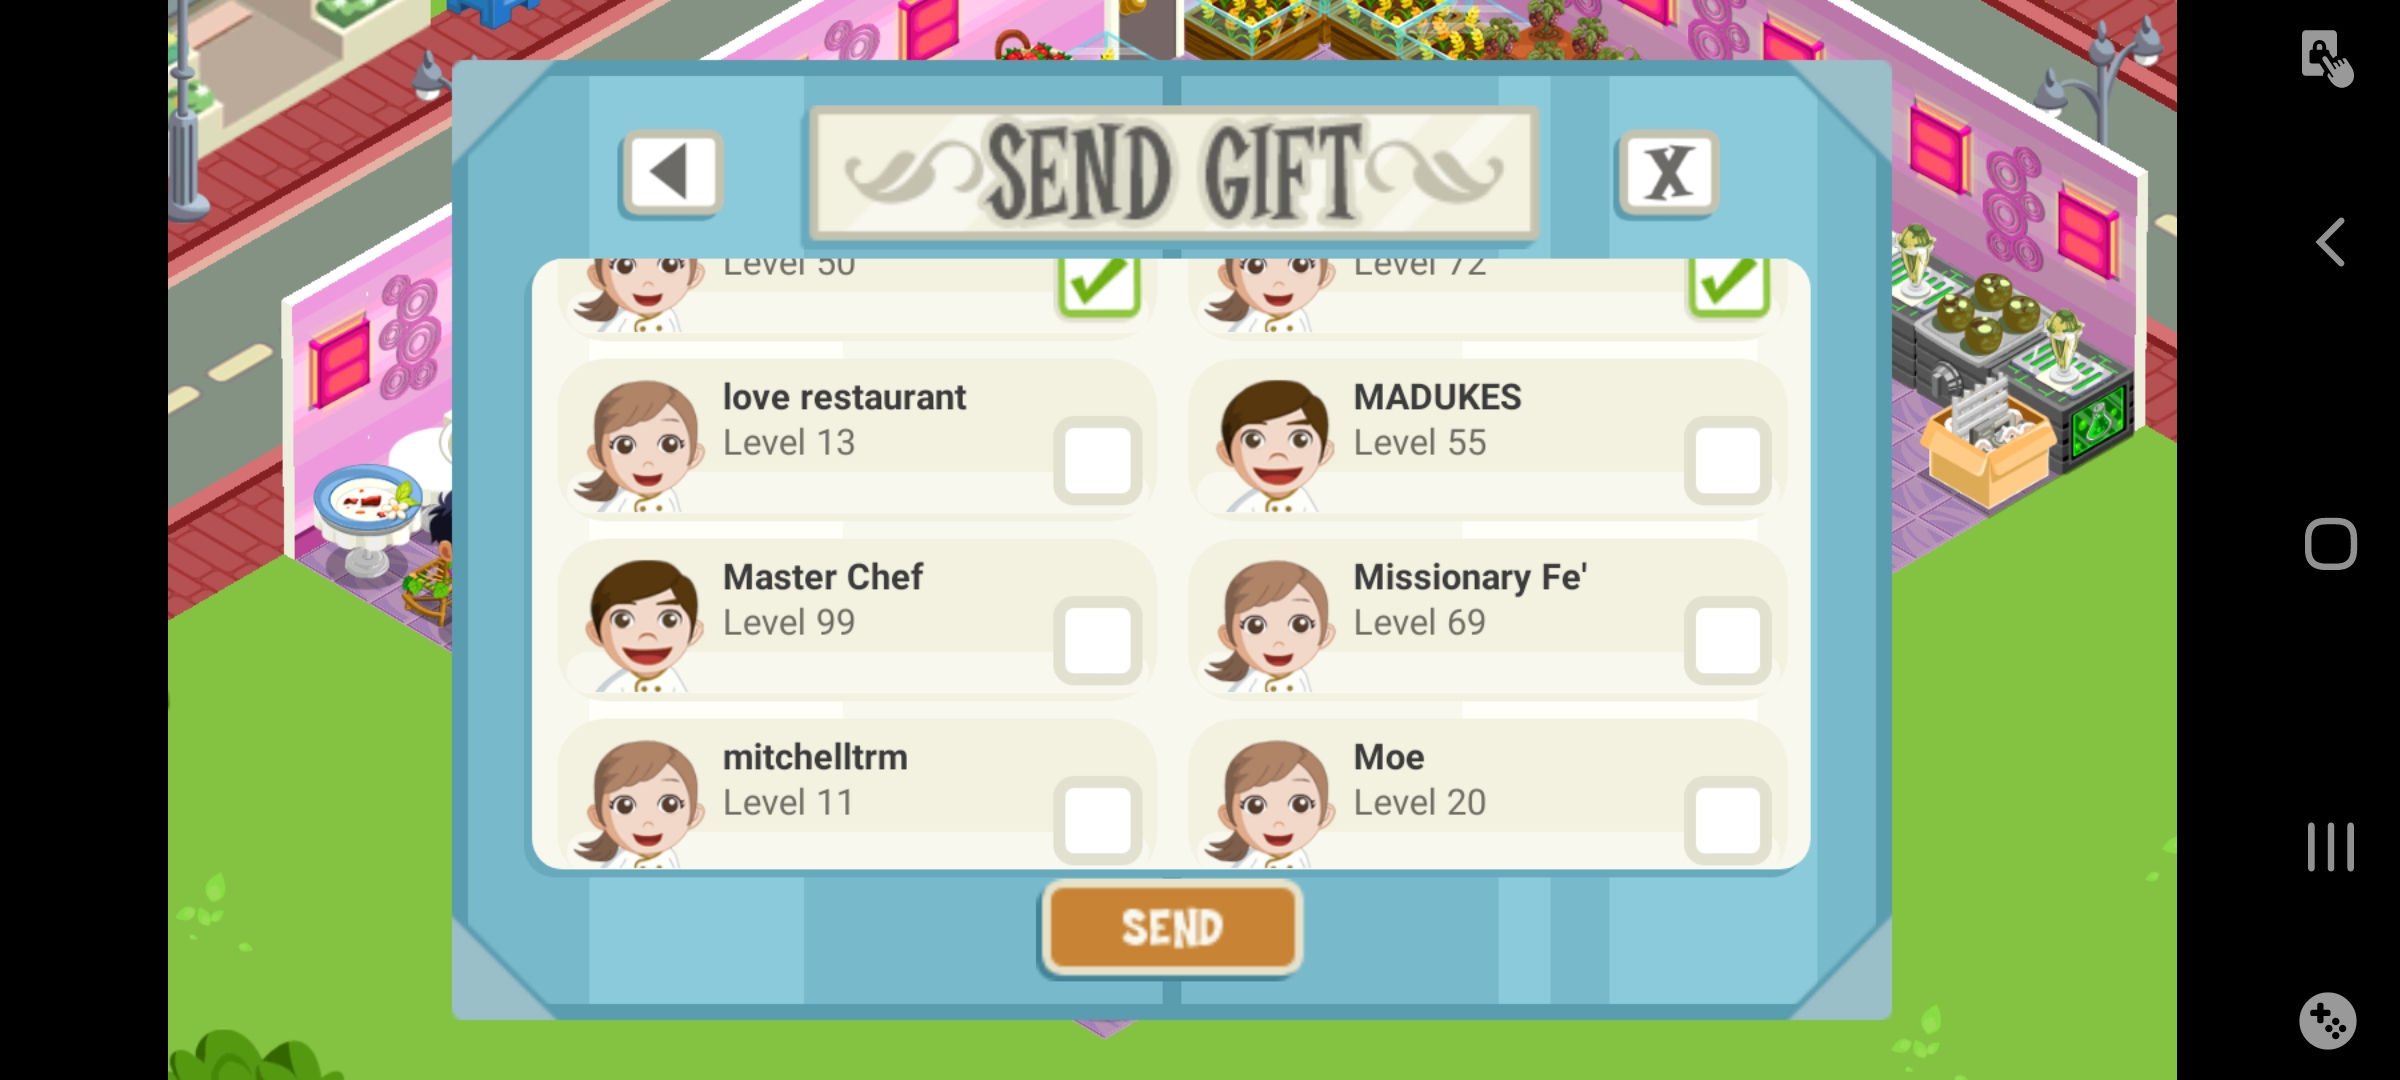 SEND GIFT
X
Level 50
Level 72
love restaurant
Level 13
MADUKES
Level 55
Master Chef
Level 99
Missionary Fe'
Level 69
mitchelltrm
Level 11
Moe
Level 20
SEND